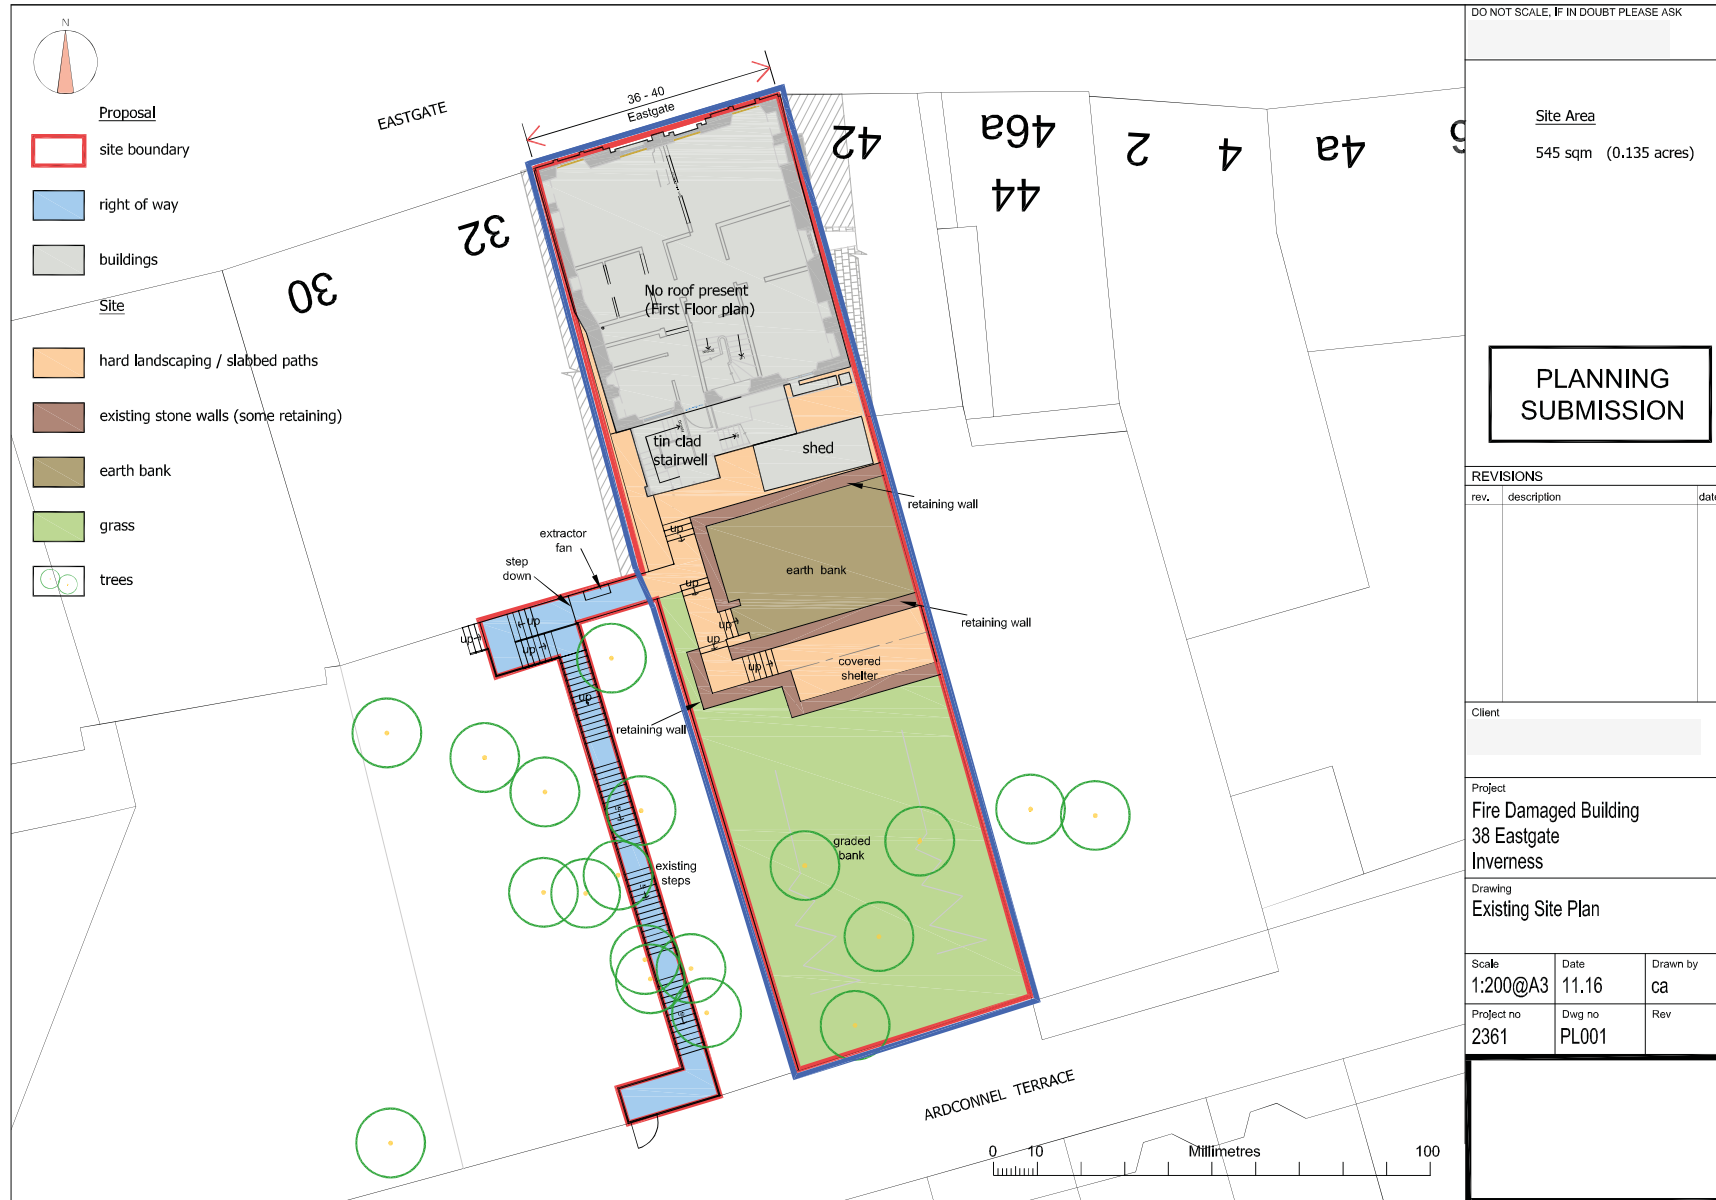 N
Proposal
site boundary
right of way
buildings
Site
hard landscaping / slabbed paths
existing stone walls (some retaining)
earth bank
grass
trees
EASTGATE
36 - 40
Eastgate
30
32
42
46a
44
2
4
4a
No roof present
(First Floor plan)
tin clad
stairwell
shed
retaining wall
up
earth bank
extractor
fan
step
down
up
up
up
up
up
up
up
up
up
retaining wall
covered
shelter
retaining wall
graded
bank
existing
steps
ARDCONNEL TERRACE
0 10 Millimetres 100
DO NOT SCALE, IF IN DOUBT PLEASE ASK
Site Area
545 sqm (0.135 acres)
PLANNING
SUBMISSION
REVISIONS
rev. description date
Client
Project
Fire Damaged Building
38 Eastgate
Inverness
Drawing
Existing Site Plan
Scale Date Drawn by
1:200@A3 11.16 ca
Project no Dwg no Rev
2361 PL001